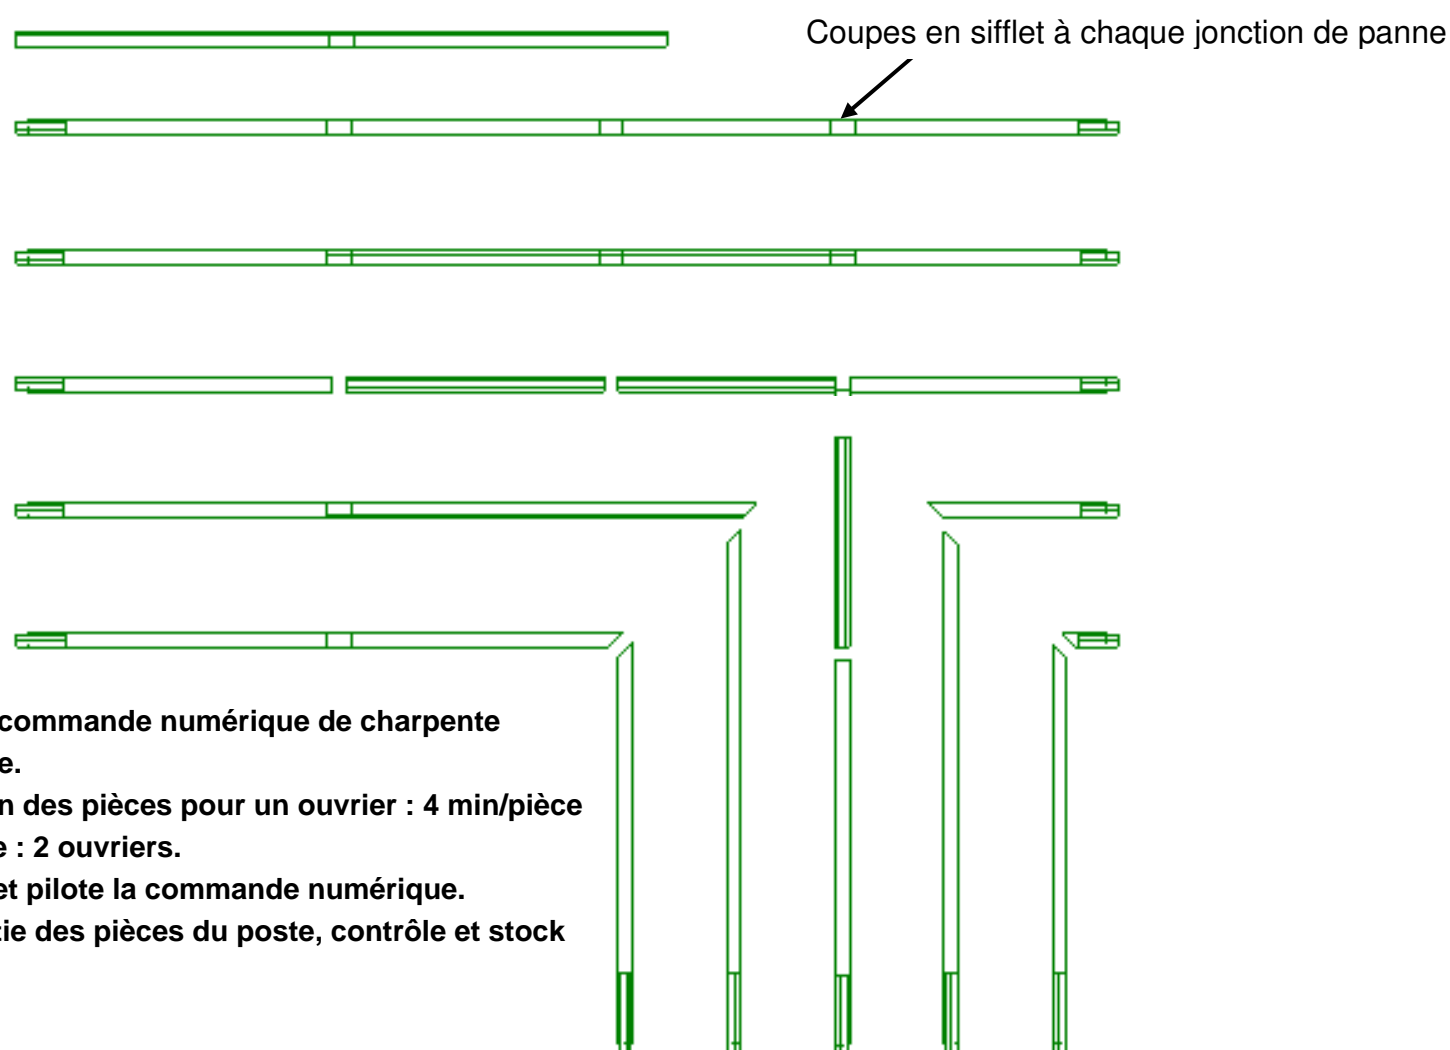 Coupes en sifflet à chaque jonction de panne
commande numérique de charpente
e.
n des pièces pour un ouvrier : 4 min/pièce
e : 2 ouvriers.
et pilote la commande numérique.
tie des pièces du poste, contrôle et stock